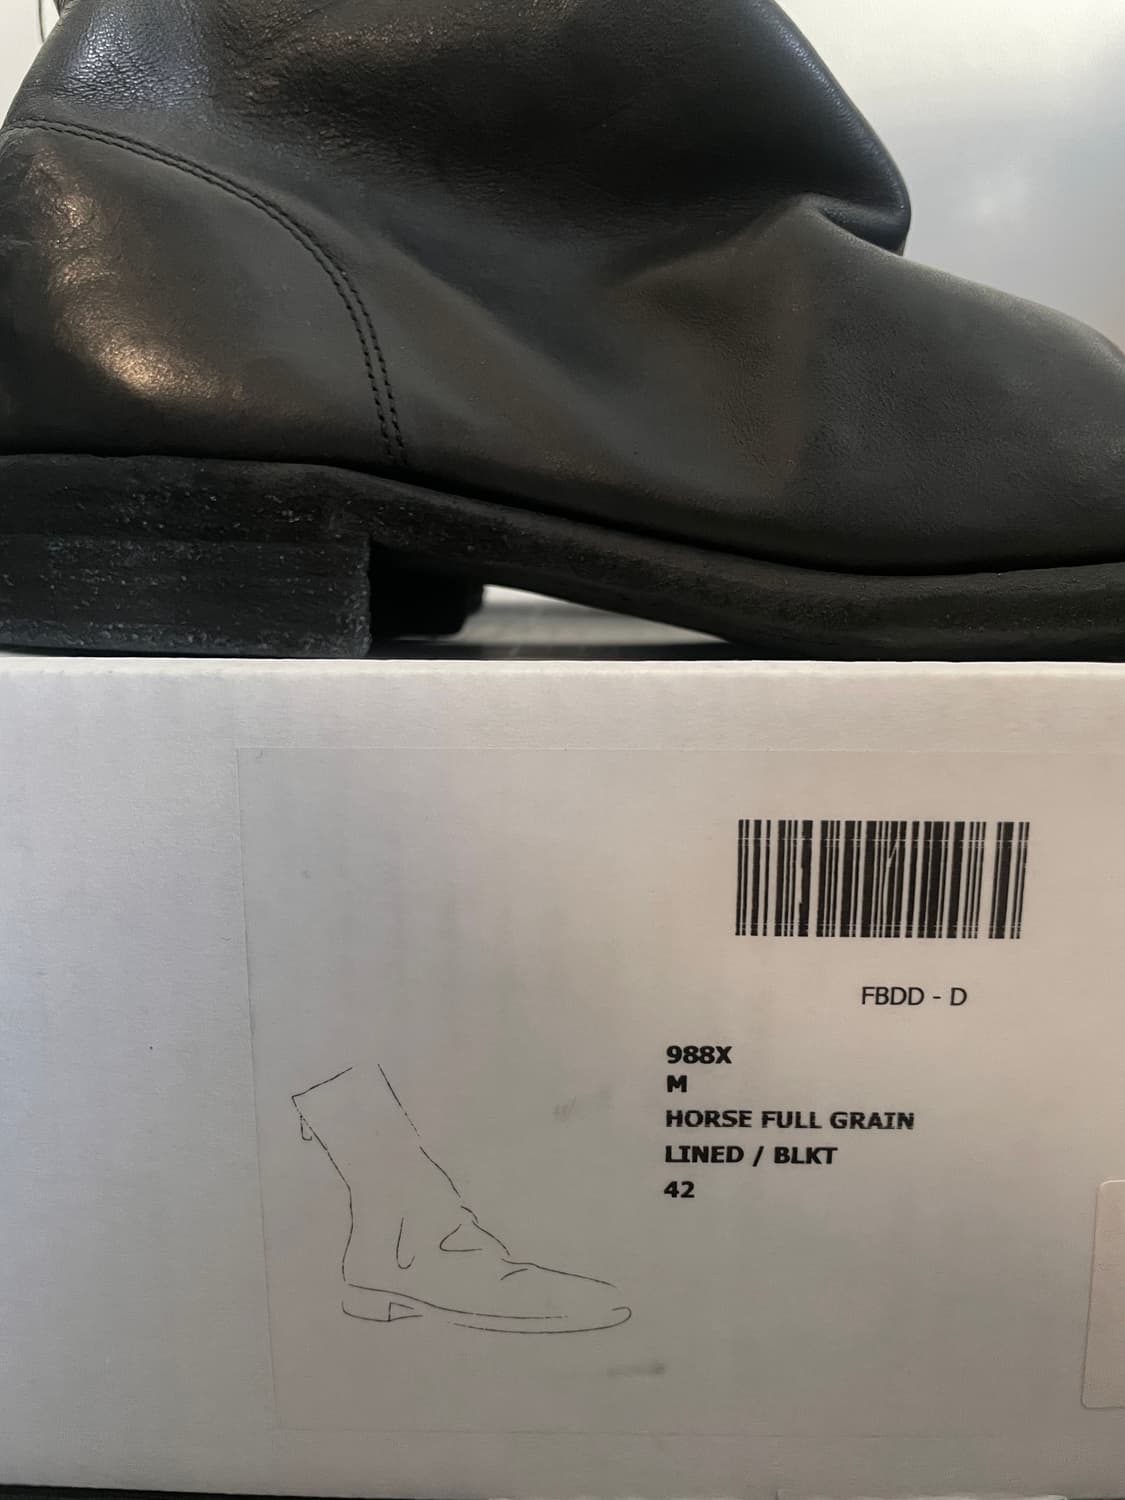 FBDD - D
988X
M
HORSE FULL GRAIN
LINED / BLKT
42